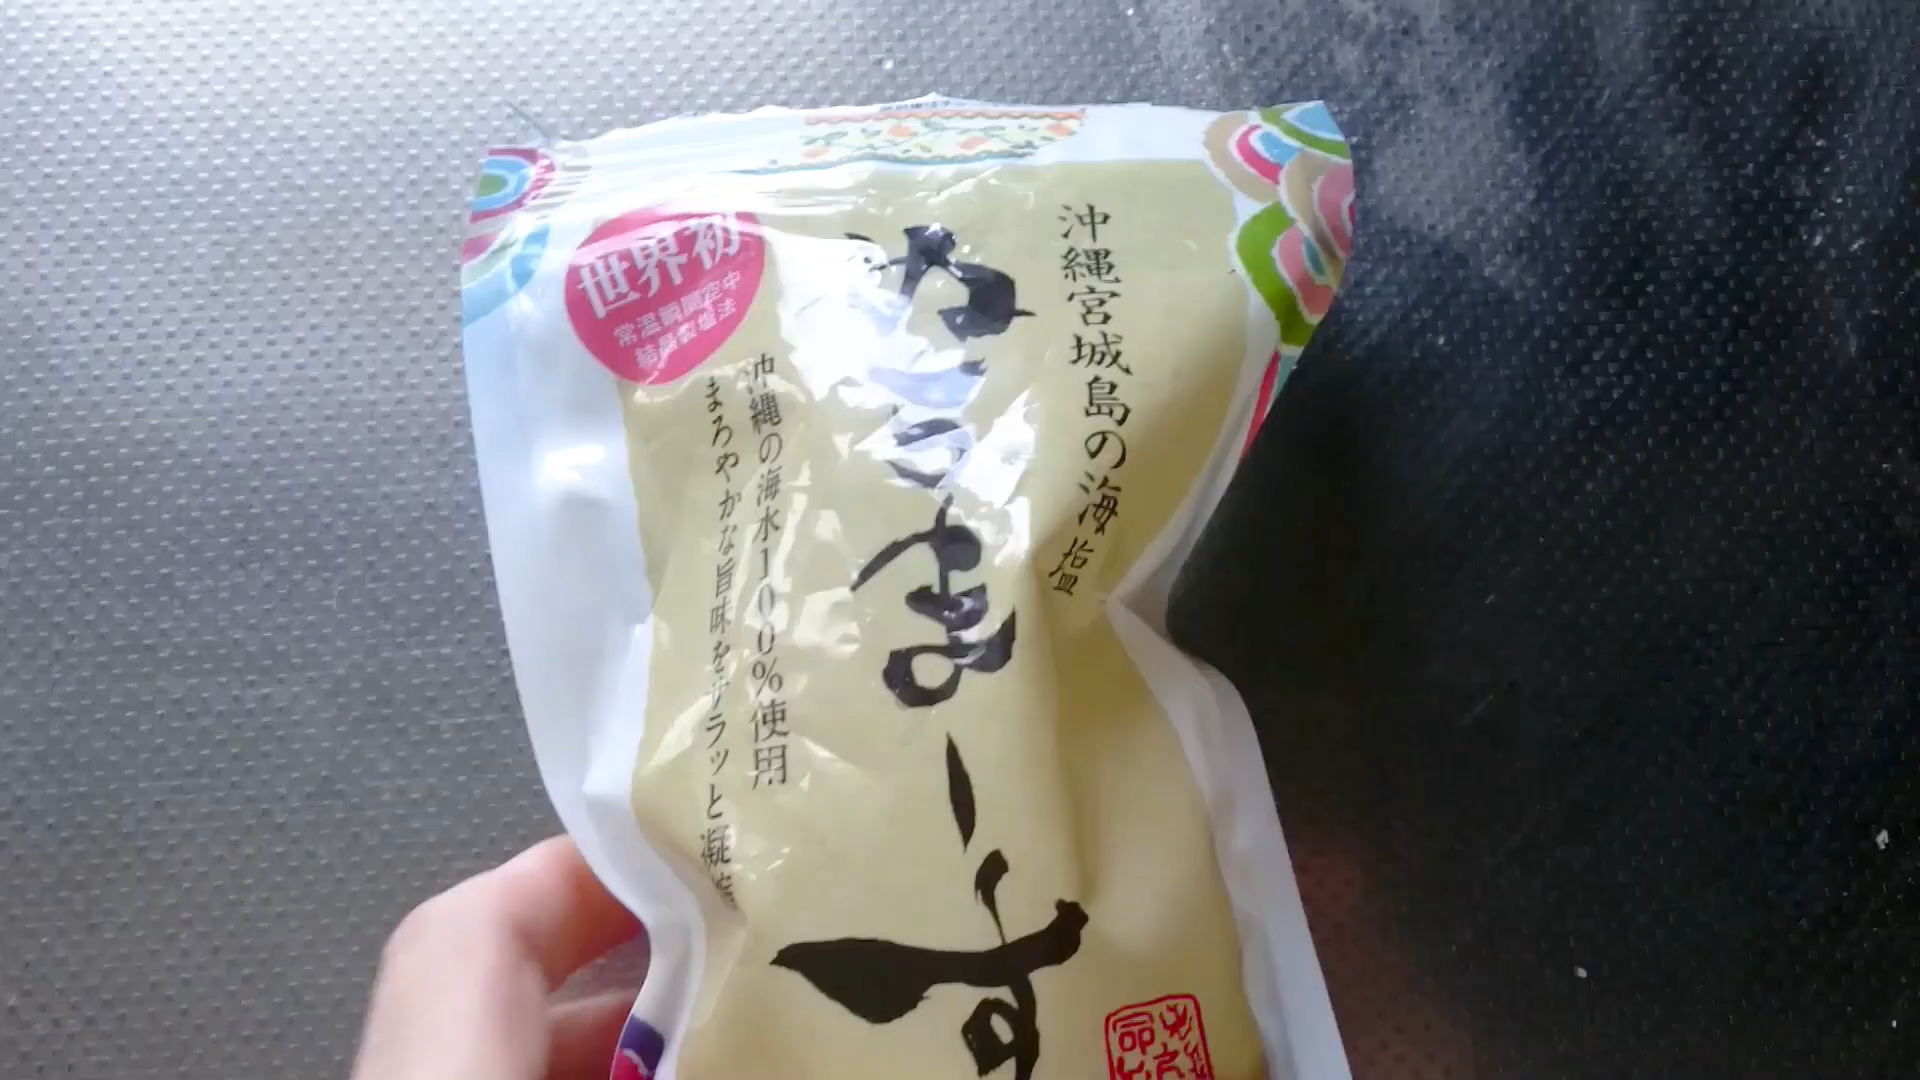 沖縄宮城島の海塩
ぬちまーす
沖縄の海水100%使用
まろやかな旨味をサラッと凝
世界初
常温瞬間空中
結晶製塩法